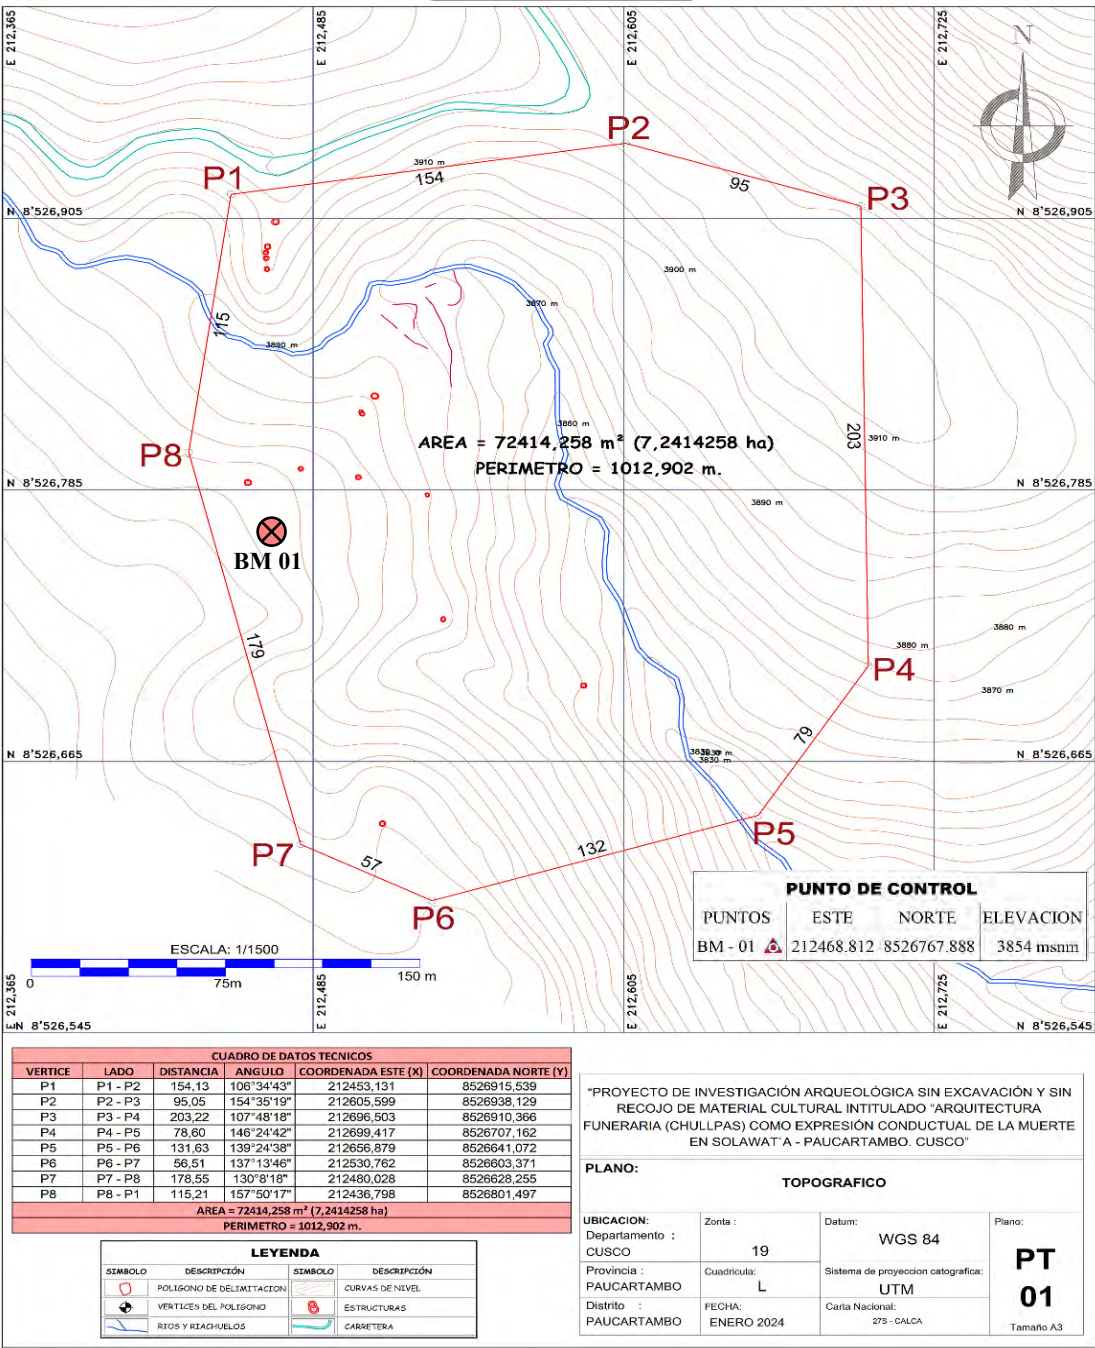 E 212,365
E 212,485
E 212,605
E 212,725
N
P2
3910 m
154
95
P1
P3
N 8'526,905
N 8'526,905
3900 m
3870 m
115
3890 m
3860 m
203
3910 m
AREA = 72414,258 m² (7,2414258 ha)
P8
PERIMETRO = 1012,902 m.
N 8'526,785
N 8'526,785
3890 m
BM 01
3880 m
179
3880 m
P4
3870 m
79
N 8'526,665
N 8'526,665
3830 m
P5
132
P7
57
P6
PUNTO DE CONTROL
PUNTOS ESTE NORTE ELEVACION
BM - 01 212468.812 8526767.888 3854 msnm
ESCALA: 1/1500
0 75m 150 m
E 212,365
E 212,485
E 212,605
E 212,725
N 8'526,545
N 8'526,545
CUADRO DE DATOS TECNICOS
VERTICE LADO DISTANCIA ANGULO COORDENADA ESTE (X) COORDENADA NORTE (Y)
P1 P1 - P2 154,13 106°34'43" 212453,131 8526915,539
P2 P2 - P3 95,05 154°35'19" 212605,599 8526938,129
P3 P3 - P4 203,22 107°48'18" 212696,503 8526910,366
P4 P4 - P5 78,60 146°24'42" 212699,417 8526707,162
P5 P5 - P6 131,63 139°24'38" 212656,879 8526641,072
P6 P6 - P7 56,51 137°13'46" 212530,762 8526603,371
P7 P7 - P8 178,55 130°8'18" 212480,028 8526628,255
P8 P8 - P1 115,21 157°50'17" 212436,798 8526801,497
AREA = 72414,258 m² (7,2414258 ha)
PERIMETRO = 1012,902 m.
LEYENDA
SIMBOLO DESCRIPCIÓN SIMBOLO DESCRIPCIÓN
POLIGONO DE DELIMITACION CURVAS DE NIVEL
VERTICES DEL POLIGONO ESTRUCTURAS
RIOS Y RIACHUELOS CARRETERA
"PROYECTO DE INVESTIGACIÓN ARQUEOLÓGICA SIN EXCAVACIÓN Y SIN
RECOJO DE MATERIAL CULTURAL INTITULADO "ARQUITECTURA
FUNERARIA (CHULLPAS) COMO EXPRESIÓN CONDUCTUAL DE LA MUERTE
EN SOLAWAT'A - PAUCARTAMBO. CUSCO"
PLANO:
TOPOGRAFICO
UBICACION:
Departamento :
CUSCO
Zonta :
19
Datum:
WGS 84
Plano:
PT
01
Tamaño A3
Provincia :
PAUCARTAMBO
Cuadricula:
L
Sistema de proyeccion catografica:
UTM
Distrito :
PAUCARTAMBO
FECHA:
ENERO 2024
Carta Nacional:
27S - CALCA